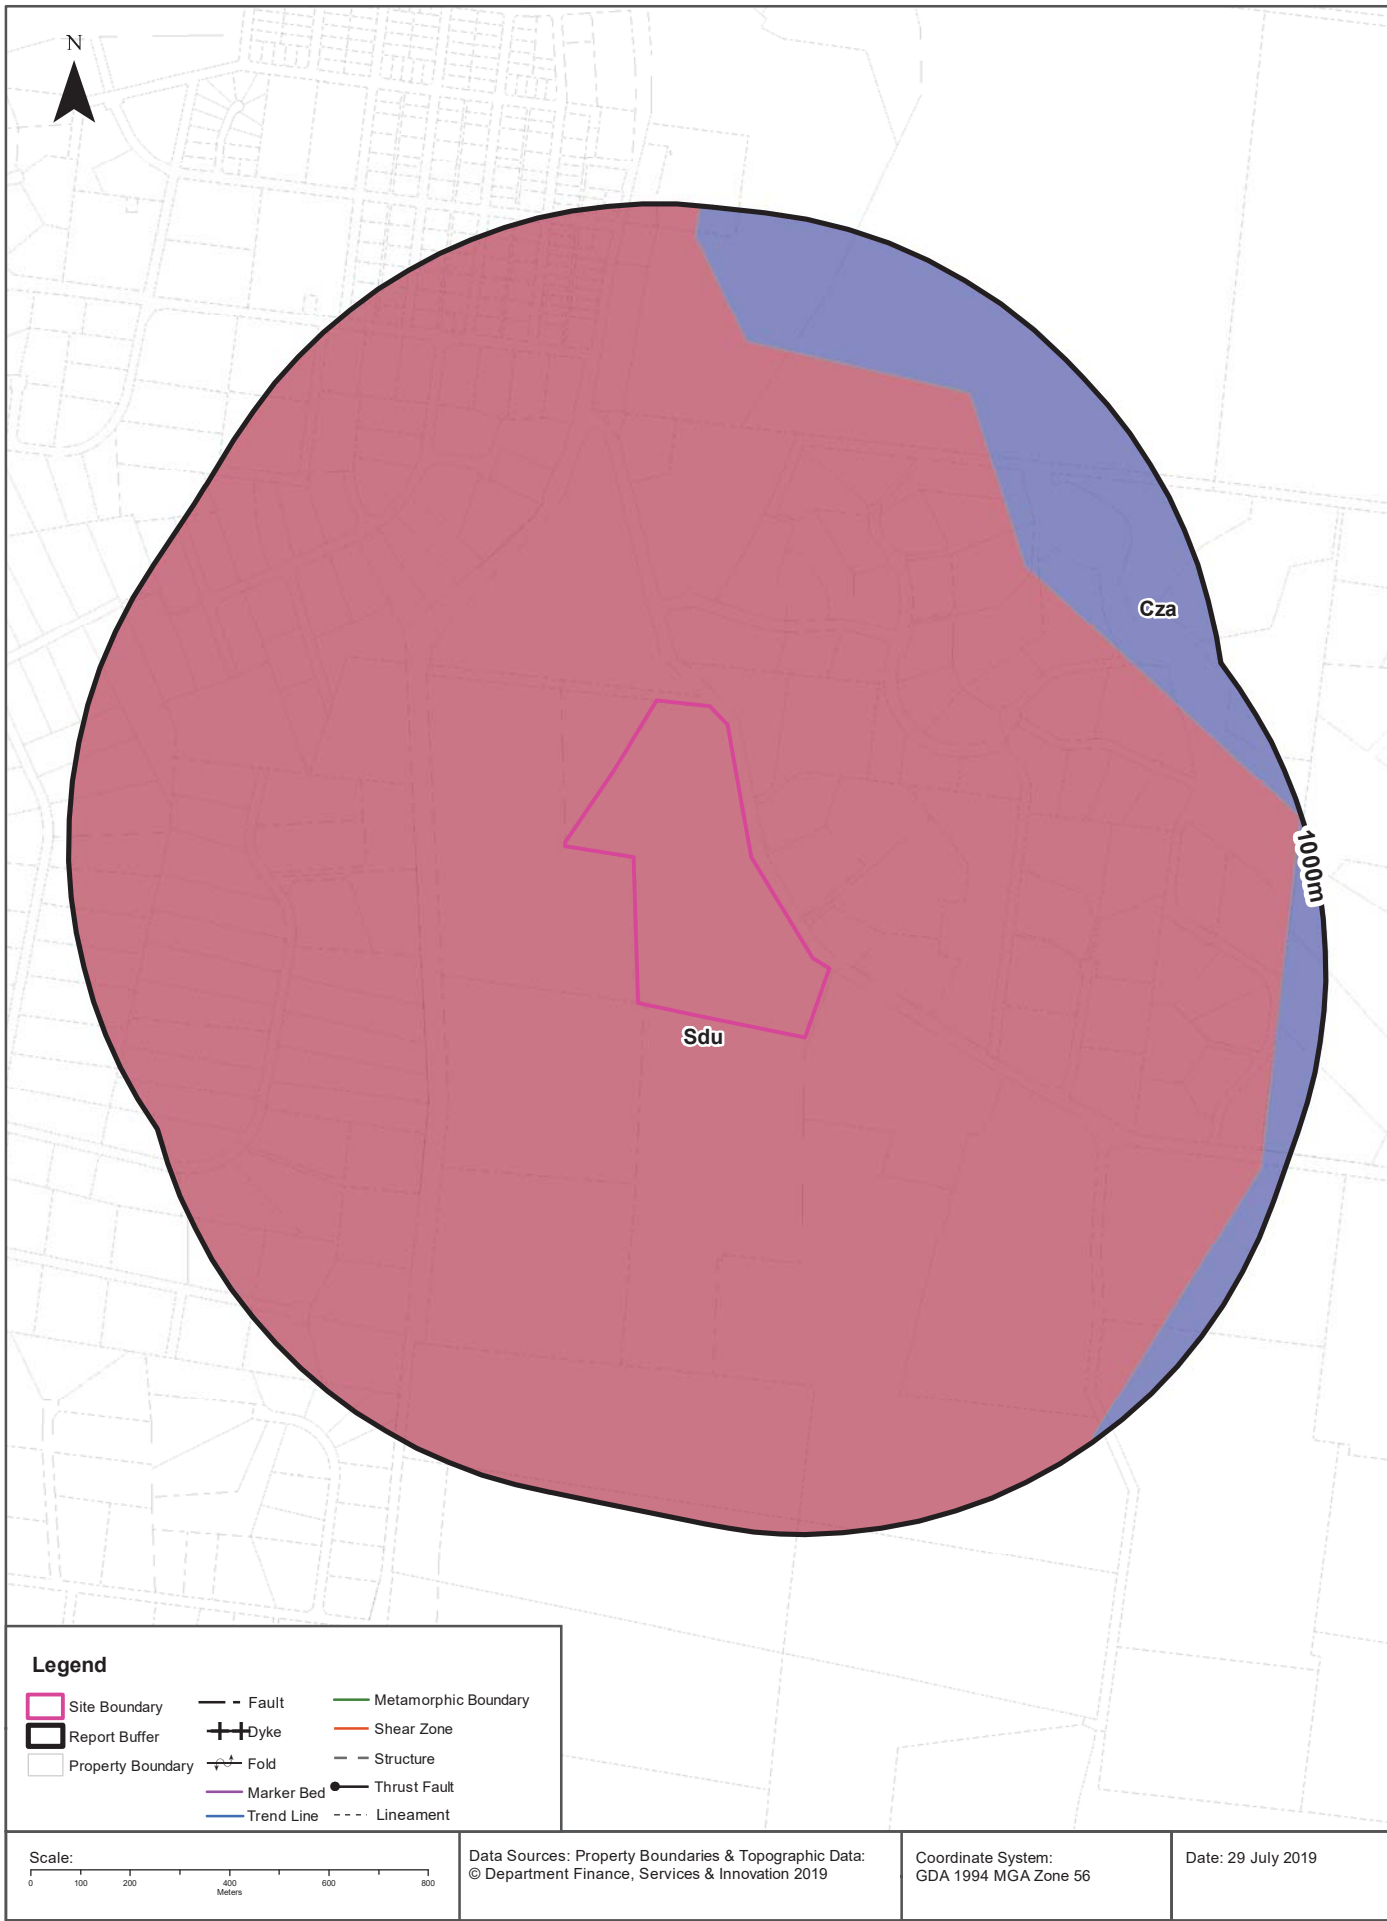 N
Cza
1000m
Sdu
Legend
Site Boundary
Report Buffer
Property Boundary
Fault
Dyke
Fold
Marker Bed
Trend Line
Metamorphic Boundary
Shear Zone
Structure
Thrust Fault
Lineament
Scale:
0 100 200 400 600 800
Meters
Data Sources: Property Boundaries & Topographic Data:
© Department Finance, Services & Innovation 2019
Coordinate System:
GDA 1994 MGA Zone 56
Date: 29 July 2019